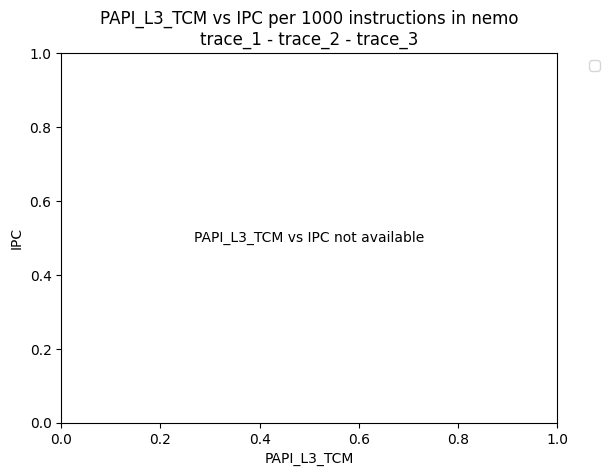 PAPI_L3_TCM vs IPC per 1000 instructions in nemo
trace_1 - trace_2 - trace_3
1.0
0.8
0.6
0.4
0.2
0.0
IPC
PAPI_L3_TCM vs IPC not available
0.0 0.2 0.4 0.6 0.8 1.0
PAPI_L3_TCM